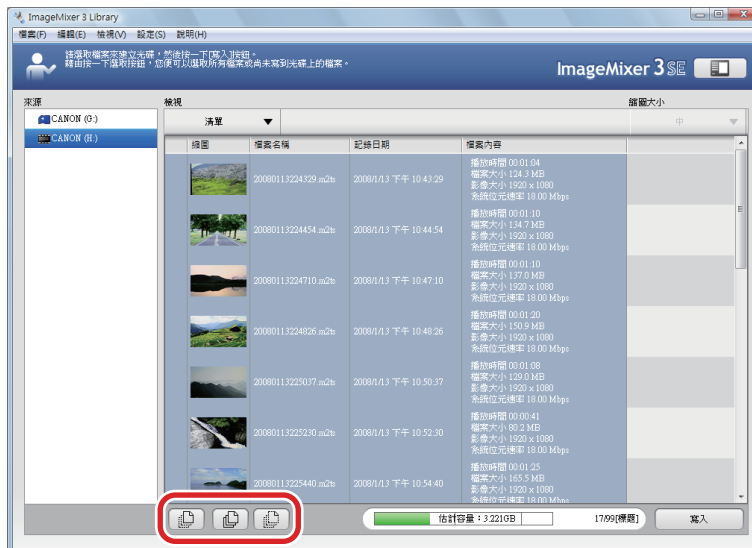 ImageMixer 3 Library
檔案(F) 編輯(E) 檢視(V) 設定(S) 說明(H)
請選取檔案來建立光碟，然後按一下[寫入]按鈕。
藉由按一下選取按鈕，您便可以選取所有檔案或尚未寫到光碟上的檔案。
ImageMixer 3 SE
來源 檢視 縮圖大小
CANON (G:)
CANON (H:)
清單 中
縮圖 檔案名稱 記錄日期 檔案內容
20080113224329.m2ts 2008/1/13 下午 10:43:29
播放時間 00:01:04
檔案大小 124.3 MB
影像大小 1920 x 1080
系統位元速率 18.00 Mbps
20080113224454.m2ts 2008/1/13 下午 10:44:54
播放時間 00:01:10
檔案大小 134.7 MB
影像大小 1920 x 1080
系統位元速率 18.00 Mbps
20080113224710.m2ts 2008/1/13 下午 10:47:10
播放時間 00:01:10
檔案大小 137.0 MB
影像大小 1920 x 1080
系統位元速率 18.00 Mbps
20080113224826.m2ts 2008/1/13 下午 10:48:26
播放時間 00:01:20
檔案大小 150.9 MB
影像大小 1920 x 1080
系統位元速率 18.00 Mbps
20080113225037.m2ts 2008/1/13 下午 10:50:37
播放時間 00:01:08
檔案大小 129.0 MB
影像大小 1920 x 1080
系統位元速率 18.00 Mbps
20080113225230.m2ts 2008/1/13 下午 10:52:30
播放時間 00:00:41
檔案大小 80.2 MB
影像大小 1920 x 1080
系統位元速率 18.00 Mbps
20080113225440.m2ts 2008/1/13 下午 10:54:40
播放時間 00:01:25
檔案大小 165.5 MB
影像大小 1920 x 1080
系統位元速率 18.00 Mbps
估計容量：3.221GB 17/99[標題] 寫入